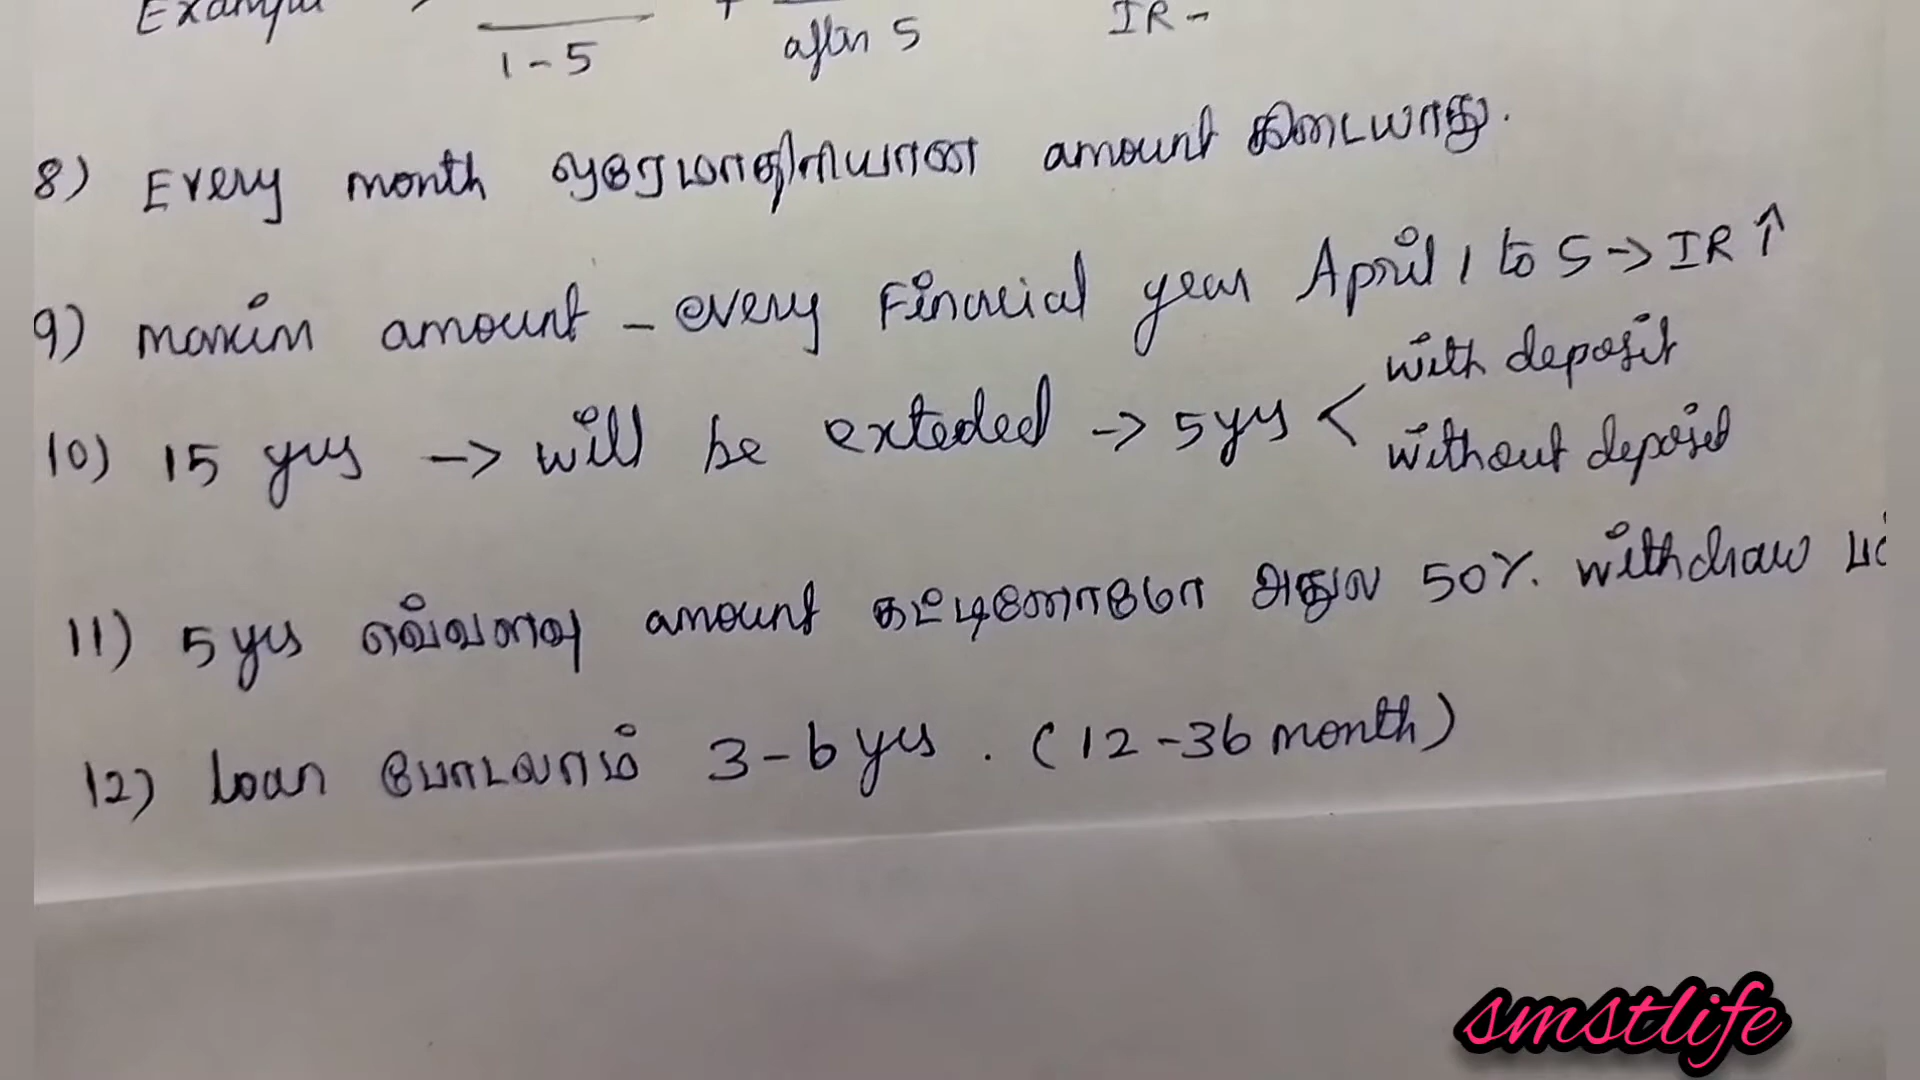 Example
1-5 after 5 IR -
8) Every month ஒரேமாதிரியான amount கிடையாது.
9) maxim amount - every Financial year April 1 to 5 -> IR ↑
10) 15 yrs -> will be exteded -> 5 yrs < with deposit
without deposit
11) 5 yrs எவ்வளவு amount கட்டினோமோ அதுல 50%. withdraw
12) loan போடலாம் 3-6 yrs. (12-36 month)
smstlife